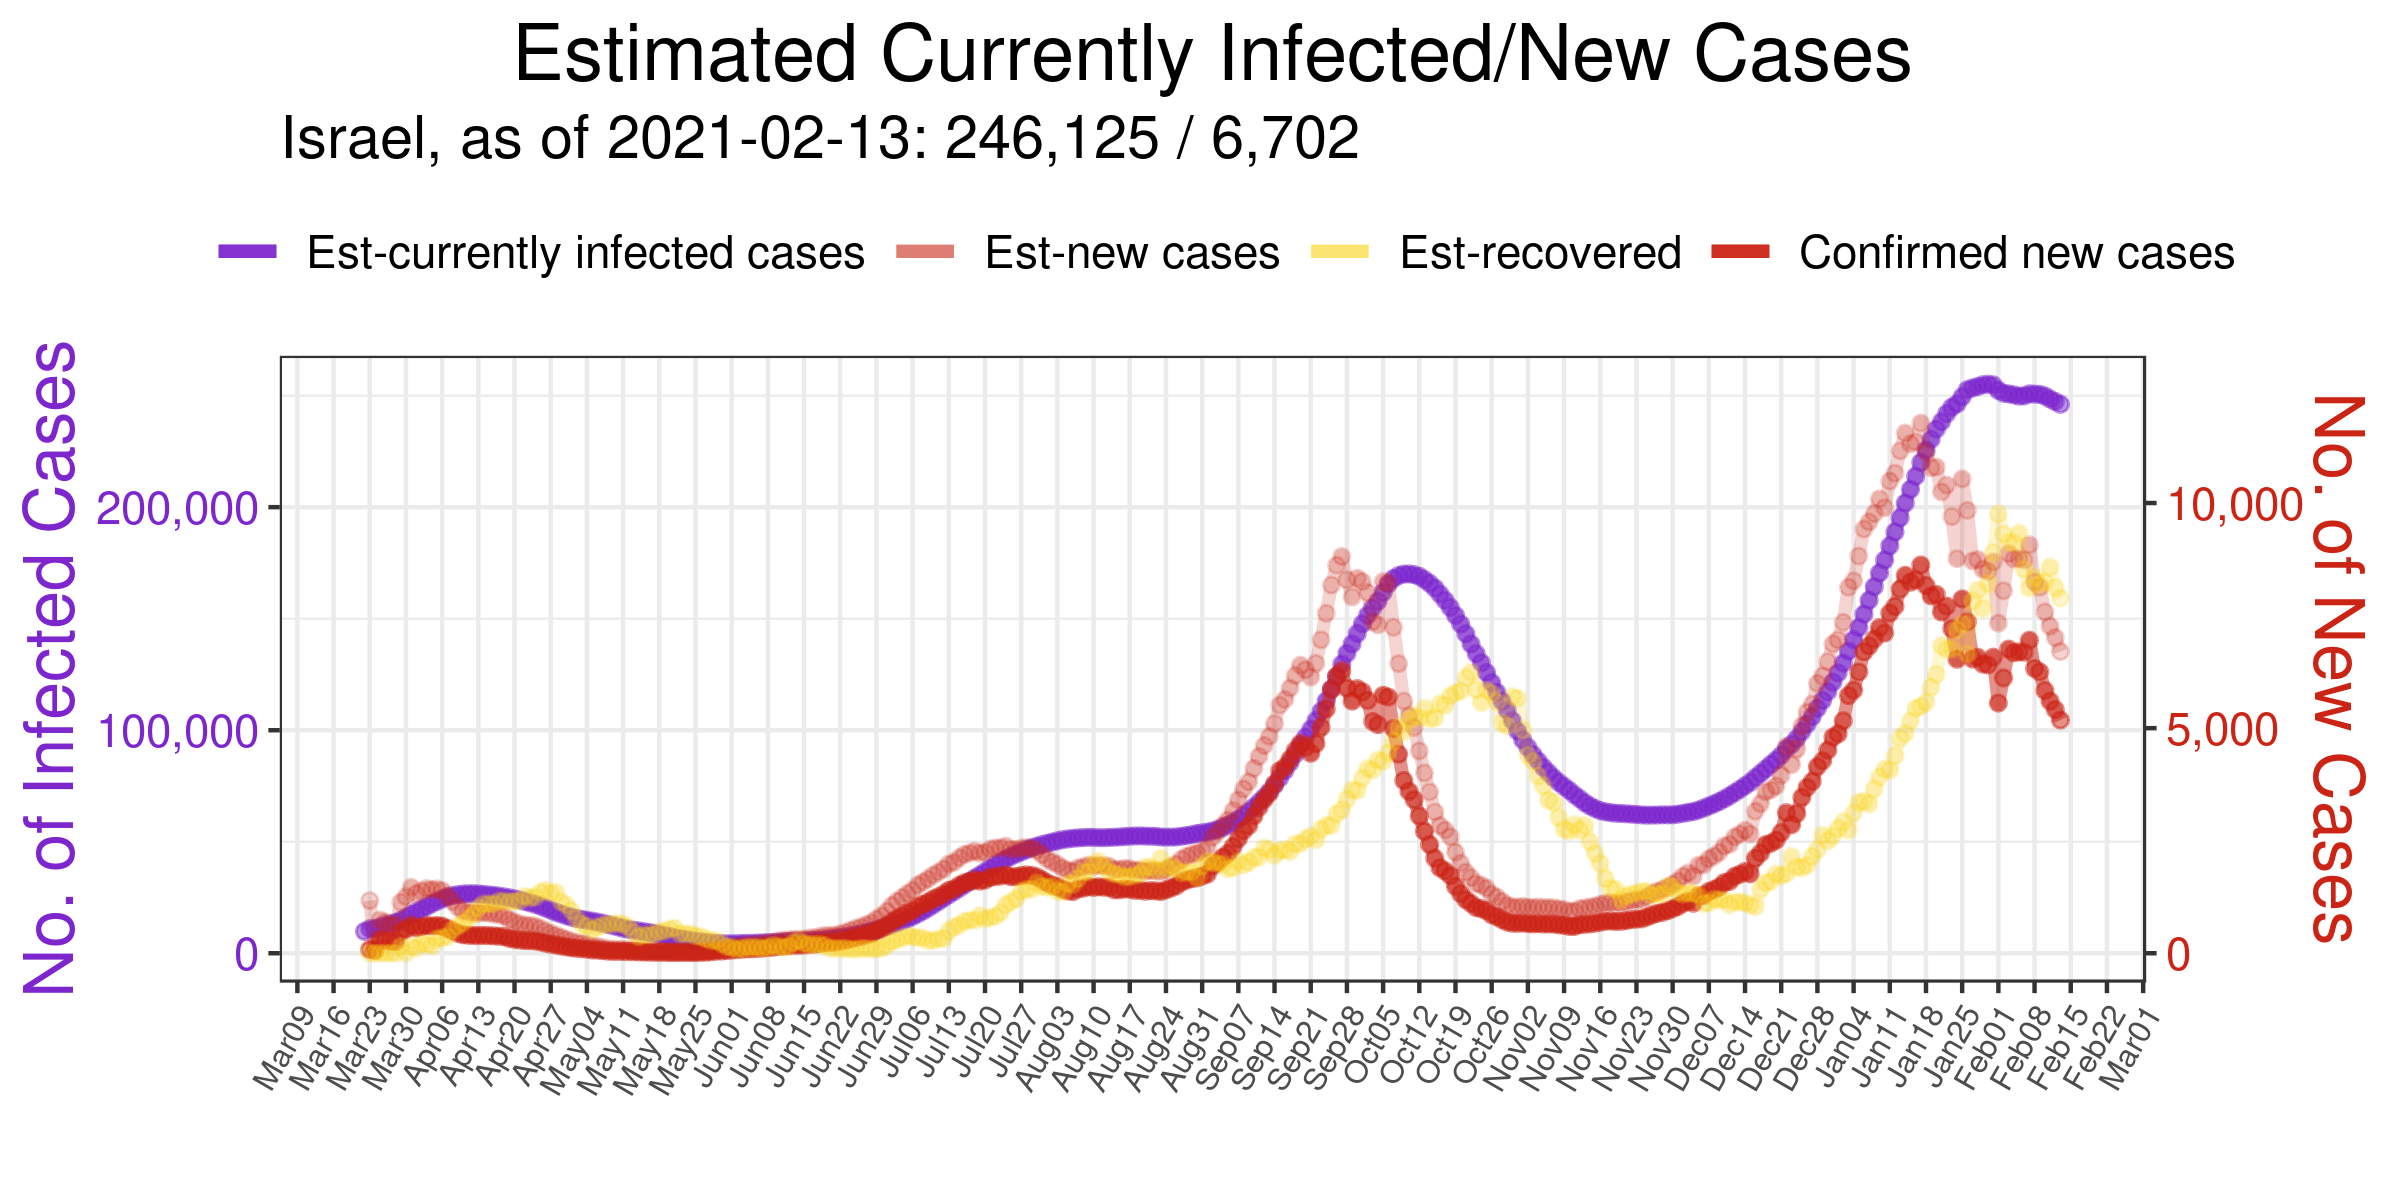 Estimated Currently Infected/New Cases
Israel, as of 2021-02-13: 246,125 / 6,702
Est-currently infected cases Est-new cases Est-recovered Confirmed new cases
No. of Infected Cases
200,000
100,000
0
10,000
5,000
0
No. of New Cases
Mar09 Mar16 Mar23 Mar30 Apr06 Apr13 Apr20 Apr27 May04 May11 May18 May25 Jun01 Jun08 Jun15 Jun22 Jun29 Jul06 Jul13 Jul20 Jul27 Aug03 Aug10 Aug17 Aug24 Aug31 Sep07 Sep14 Sep21 Sep28 Oct05 Oct12 Oct19 Oct26 Nov02 Nov09 Nov16 Nov23 Nov30 Dec07 Dec14 Dec21 Dec28 Jan04 Jan11 Jan18 Jan25 Feb01 Feb08 Feb15 Feb22 Mar01